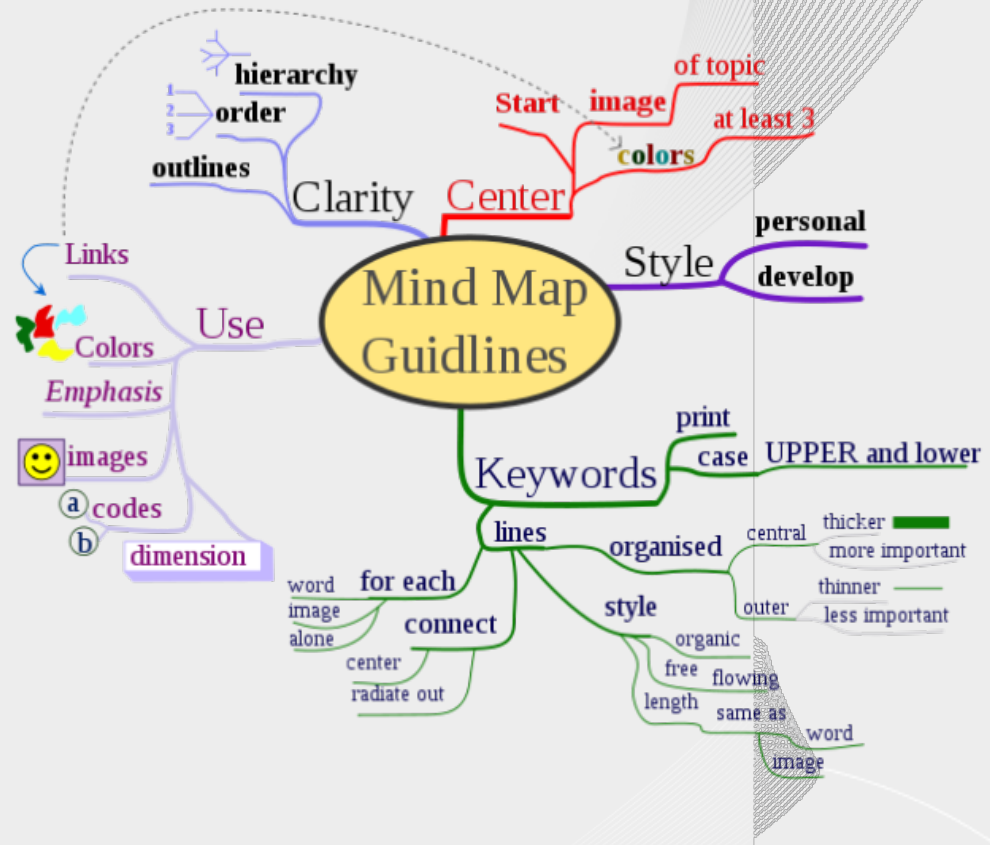 Mind Map
Guidlines
Clarity
hierarchy
1
2
3
order
outlines
Center
Start
image
of topic
colors
at least 3
Style
personal
develop
Use
Links
Colors
Emphasis
images
a
codes
b
dimension
Keywords
print
case
UPPER and lower
lines
organised
central
thicker
more important
outer
thinner
less important
for each
word
image
alone
connect
center
radiate out
style
organic
free
flowing
length
same as
word
image